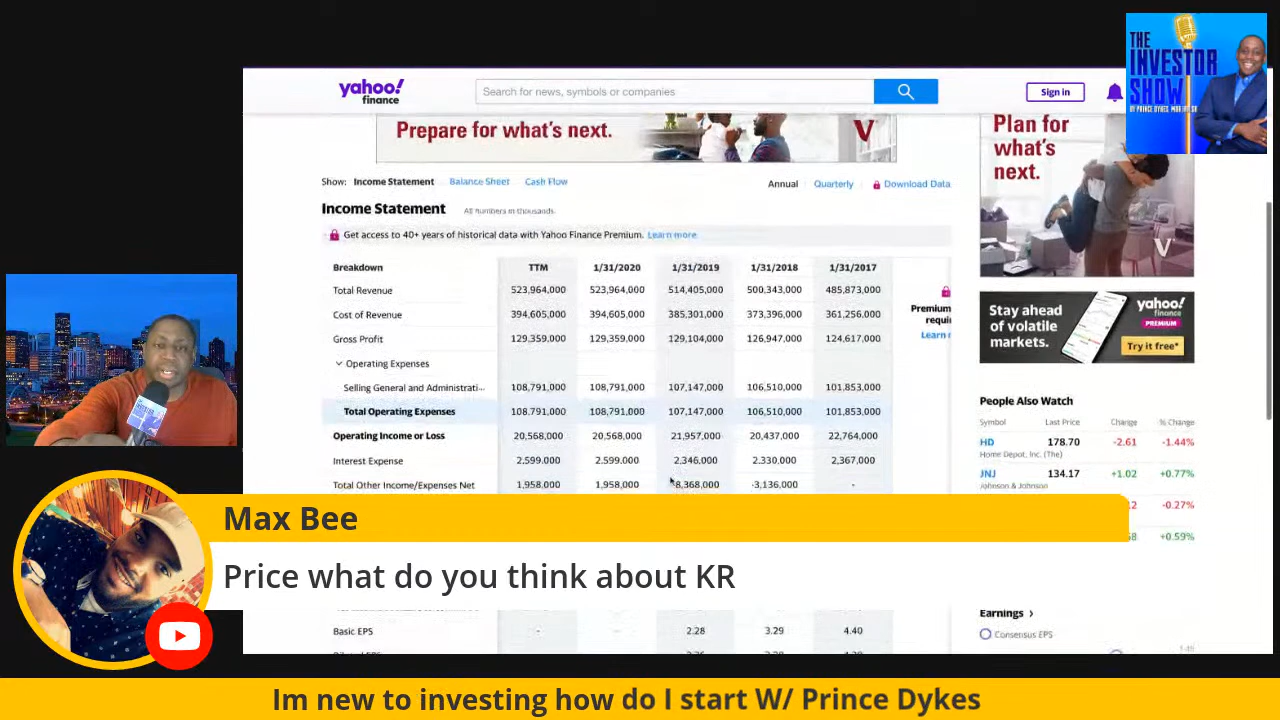 THE
INVESTOR
SHOW
yahoo!
finance
Search for news, symbols or companies
Sign in
Prepare for what's next.
V
Plan for
what's
next.
V
Show: Income Statement Balance Sheet Cash Flow
Annual Quarterly Download Data
Income Statement All numbers in thousands
Get access to 40+ years of historical data with Yahoo Finance Premium. Learn more
Breakdown TTM 1/31/2020 1/31/2019 1/31/2018 1/31/2017
Total Revenue 523,964,000 523,964,000 514,405,000 500,343,000 485,873,000
Cost of Revenue 394,605,000 394,605,000 385,301,000 373,396,000 361,256,000
Gross Profit 129,359,000 129,359,000 129,104,000 126,947,000 124,617,000
Operating Expenses
Selling General and Administrati...
108,791,000 108,791,000 107,147,000 106,510,000 101,853,000
Total Operating Expenses 108,791,000 108,791,000 107,147,000 106,510,000 101,853,000
Operating Income or Loss 20,568,000 20,568,000 21,957,000 20,437,000 22,764,000
Interest Expense 2,599,000 2,599,000 2,346,000 2,330,000 2,367,000
Total Other Income/Expenses Net 1,958,000 1,958,000 -8,368,000 -3,136,000 -
Premium
requi
Learn
Stay ahead
of volatile
markets.
yahoo!
finance
PREMIUM
Try it free*
People Also Watch
Symbol Last Price Change % Change
HD 178.70 -2.61 -1.44%
Home Depot, Inc. (The)
JNJ 134.17 +1.02 +0.77%
Johnson & Johnson
-0.27%
+0.59%
Max Bee
Price what do you think about KR
Basic EPS - - 2.28 3.29 4.40
Earnings
Consensus EPS
Im new to investing how do I start W/ Prince Dykes